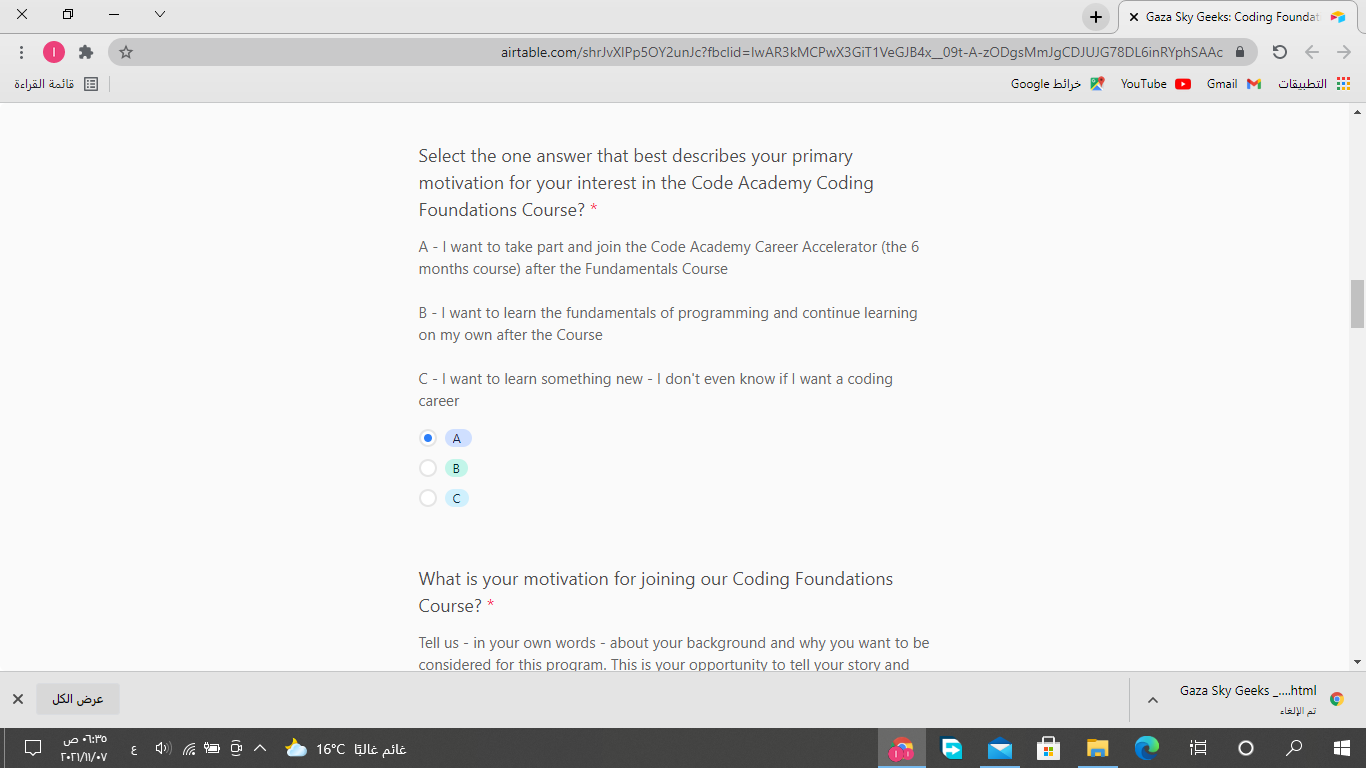 Gaza Sky Geeks: Coding Foundat
airtable.com/shrJvXIPp5OY2unJc?fbclid=IwAR3kMCPwX3GiT1VeGJB4x__09t-A-zODgsMmJgCDJUJG78DL6inRYphSAAc
I
التطبيقات
Gmail
YouTube
خرائط Google
قائمة القراءة
Select the one answer that best describes your primary
motivation for your interest in the Code Academy Coding
Foundations Course? *
A - I want to take part and join the Code Academy Career Accelerator (the 6
months course) after the Fundamentals Course
B - I want to learn the fundamentals of programming and continue learning
on my own after the Course
C - I want to learn something new - I don't even know if I want a coding
career
A
B
C
What is your motivation for joining our Coding Foundations
Course? *
Tell us - in your own words - about your background and why you want to be
considered for this program. This is your opportunity to tell your story and
Gaza Sky Geeks _....html
تم الإلغاء
عرض الكل
غائم غالبًا 16°C
ع
٠٦:٣٥ ص
٢٠٢١/١١/٠٧